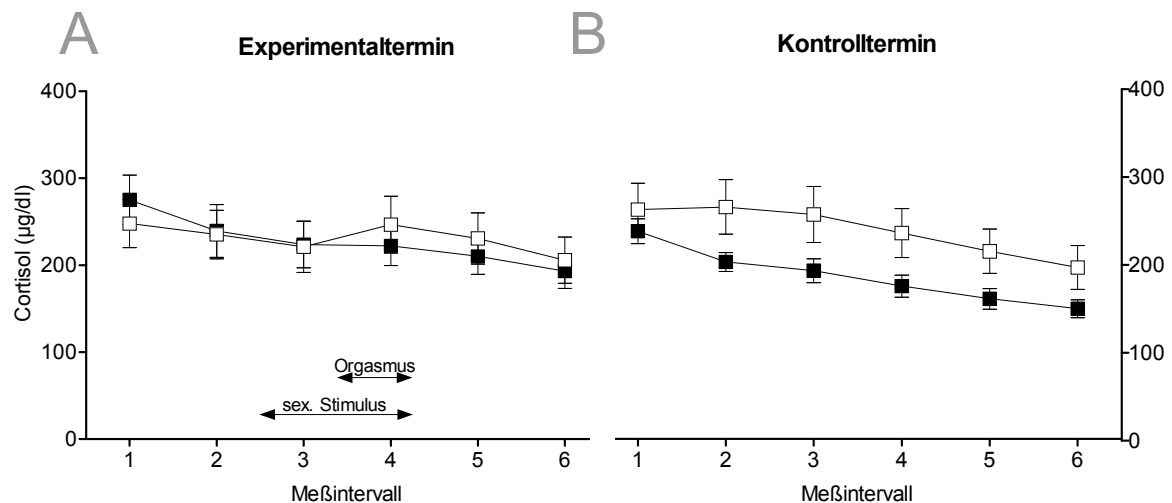 A
Experimentaltermin
B
Kontrolltermin
Cortisol (µg/dl)
400
300
200
100
0
Orgasmus
sex. Stimulus
1 2 3 4 5 6
Meßintervall
400
300
200
100
0
1 2 3 4 5 6
Meßintervall